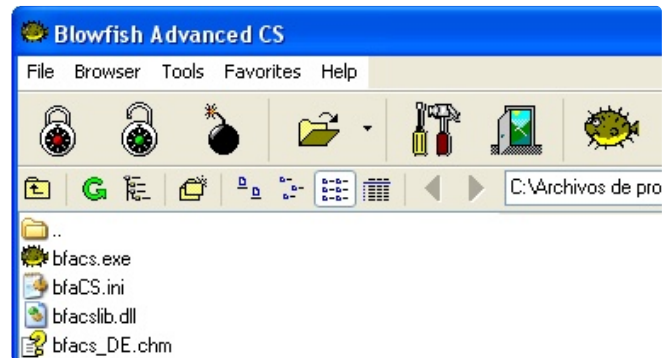 Blowfish Advanced CS
File Browser Tools Favorites Help
C:\Archivos de pro
..
bfacs.exe
bfaCS.ini
bfacslib.dll
bfacs_DE.chm